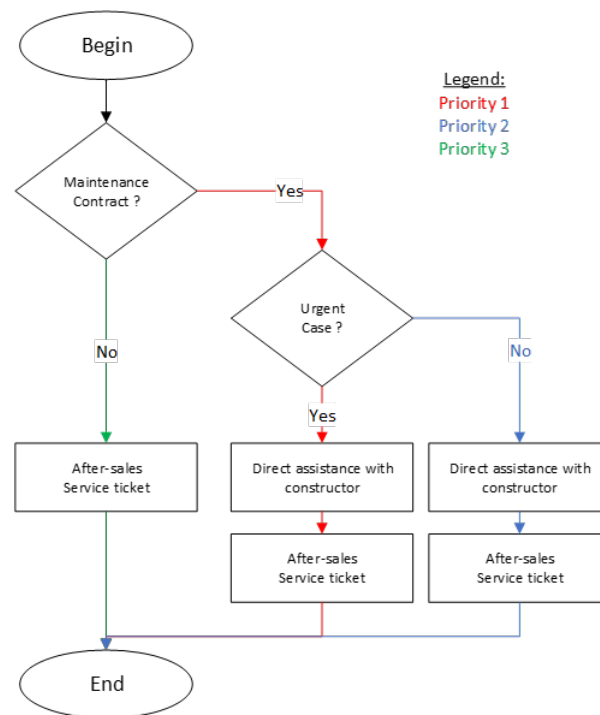 Begin
Legend:
Priority 1
Priority 2
Priority 3
Maintenance
Contract ?
Yes
Urgent
Case ?
No
No
Yes
After-sales
Service ticket
Direct assistance with
constructor
Direct assistance with
constructor
After-sales
Service ticket
After-sales
Service ticket
End